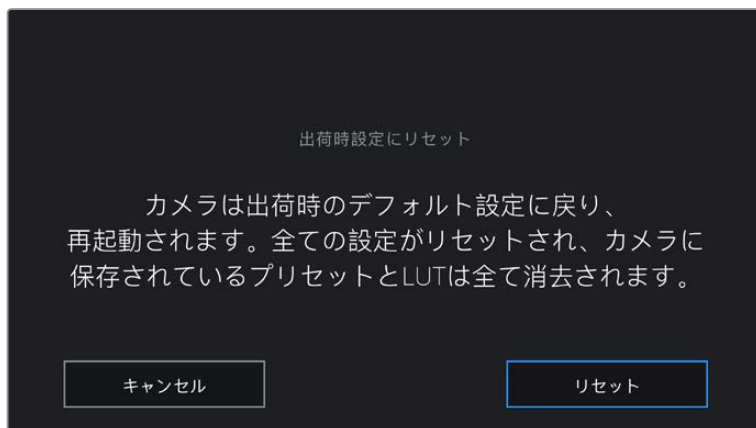 出荷時設定にリセット
カメラは出荷時のデフォルト設定に戻り、
再起動されます。全ての設定がリセットされ、カメラに
保存されているプリセットとLUTは全て消去されます。
キャンセル
リセット